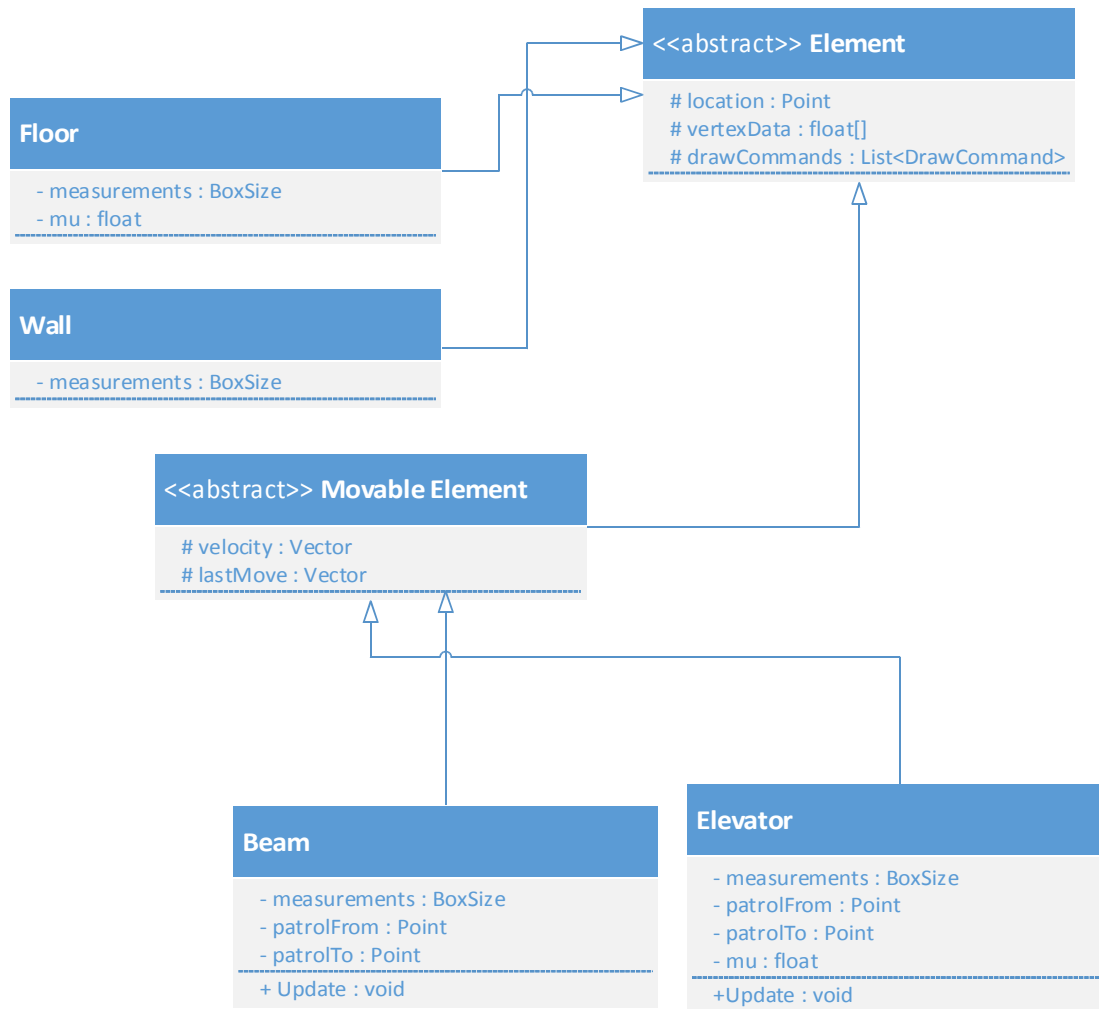 <<abstract>> Element
# location : Point
# vertexData : float[]
# drawCommands : List<DrawCommand>
Floor
- measurements : BoxSize
- mu : float
Wall
- measurements : BoxSize
<<abstract>> Movable Element
# velocity : Vector
# lastMove : Vector
Beam
- measurements : BoxSize
- patrolFrom : Point
- patrolTo : Point
+ Update : void
Elevator
- measurements : BoxSize
- patrolFrom : Point
- patrolTo : Point
- mu : float
+Update : void